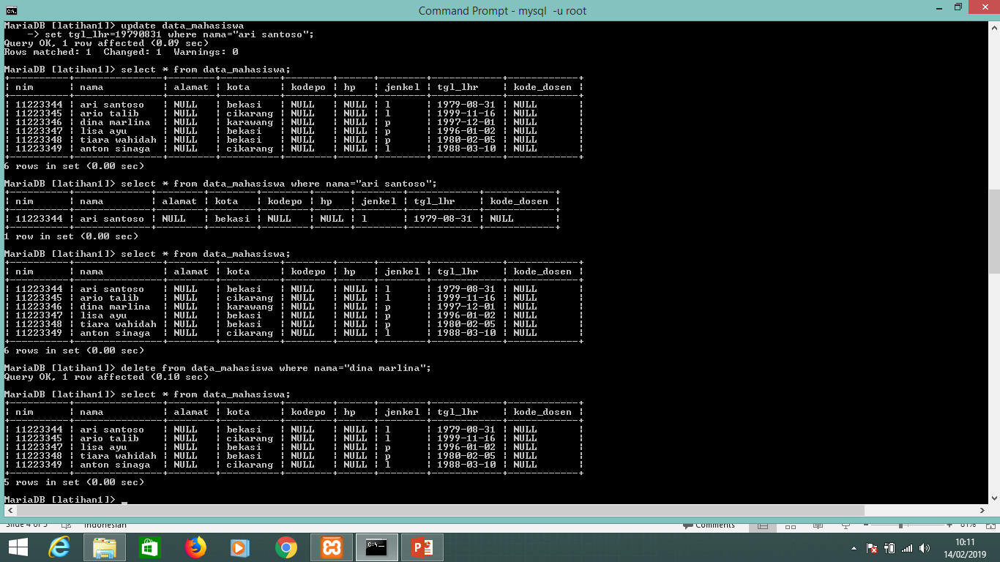 Command Prompt - mysql  -u root
MariaDB [latihan1]> update data_mahasiswa
    -> set tgl_lhr=19790831 where nama="ari santoso";
Query OK, 1 row affected (0.09 sec)
Rows matched: 1  Changed: 1  Warnings: 0
MariaDB [latihan1]> select * from data_mahasiswa;
| nim      | nama          | alamat | kota     | kodepo | hp   | jenkel | tgl_lhr    | kode_dosen |
| 11223344 | ari santoso   | NULL   | bekasi   | NULL   | NULL | l      | 1979-08-31 | NULL       |
| 11223345 | ario talib    | NULL   | cikarang | NULL   | NULL | l      | 1999-11-16 | NULL       |
| 11223346 | dina marlina  | NULL   | karawang | NULL   | NULL | p      | 1997-12-01 | NULL       |
| 11223347 | lisa ayu      | NULL   | bekasi   | NULL   | NULL | p      | 1996-01-02 | NULL       |
| 11223348 | tiara wahidah | NULL   | bekasi   | NULL   | NULL | p      | 1980-02-05 | NULL       |
| 11223349 | anton sinaga  | NULL   | cikarang | NULL   | NULL | l      | 1988-03-10 | NULL       |
6 rows in set (0.00 sec)
MariaDB [latihan1]> select * from data_mahasiswa where nama="ari santoso";
| nim      | nama        | alamat | kota   | kodepo | hp   | jenkel | tgl_lhr    | kode_dosen |
| 11223344 | ari santoso | NULL   | bekasi | NULL   | NULL | l      | 1979-08-31 | NULL       |
1 row in set (0.00 sec)
MariaDB [latihan1]> select * from data_mahasiswa;
| nim      | nama          | alamat | kota     | kodepo | hp   | jenkel | tgl_lhr    | kode_dosen |
| 11223344 | ari santoso   | NULL   | bekasi   | NULL   | NULL | l      | 1979-08-31 | NULL       |
| 11223345 | ario talib    | NULL   | cikarang | NULL   | NULL | l      | 1999-11-16 | NULL       |
| 11223346 | dina marlina  | NULL   | karawang | NULL   | NULL | p      | 1997-12-01 | NULL       |
| 11223347 | lisa ayu      | NULL   | bekasi   | NULL   | NULL | p      | 1996-01-02 | NULL       |
| 11223348 | tiara wahidah | NULL   | bekasi   | NULL   | NULL | p      | 1980-02-05 | NULL       |
| 11223349 | anton sinaga  | NULL   | cikarang | NULL   | NULL | l      | 1988-03-10 | NULL       |
6 rows in set (0.00 sec)
MariaDB [latihan1]> delete from data_mahasiswa where nama="dina marlina";
Query OK, 1 row affected (0.10 sec)
MariaDB [latihan1]> select * from data_mahasiswa;
| nim      | nama          | alamat | kota     | kodepo | hp   | jenkel | tgl_lhr    | kode_dosen |
| 11223344 | ari santoso   | NULL   | bekasi   | NULL   | NULL | l      | 1979-08-31 | NULL       |
| 11223345 | ario talib    | NULL   | cikarang | NULL   | NULL | l      | 1999-11-16 | NULL       |
| 11223347 | lisa ayu      | NULL   | bekasi   | NULL   | NULL | p      | 1996-01-02 | NULL       |
| 11223348 | tiara wahidah | NULL   | bekasi   | NULL   | NULL | p      | 1980-02-05 | NULL       |
| 11223349 | anton sinaga  | NULL   | cikarang | NULL   | NULL | l      | 1988-03-10 | NULL       |
5 rows in set (0.00 sec)
MariaDB [latihan1]> _
Slide 4 of 5 Indonesian Comments 81%
10:11
14/02/2019